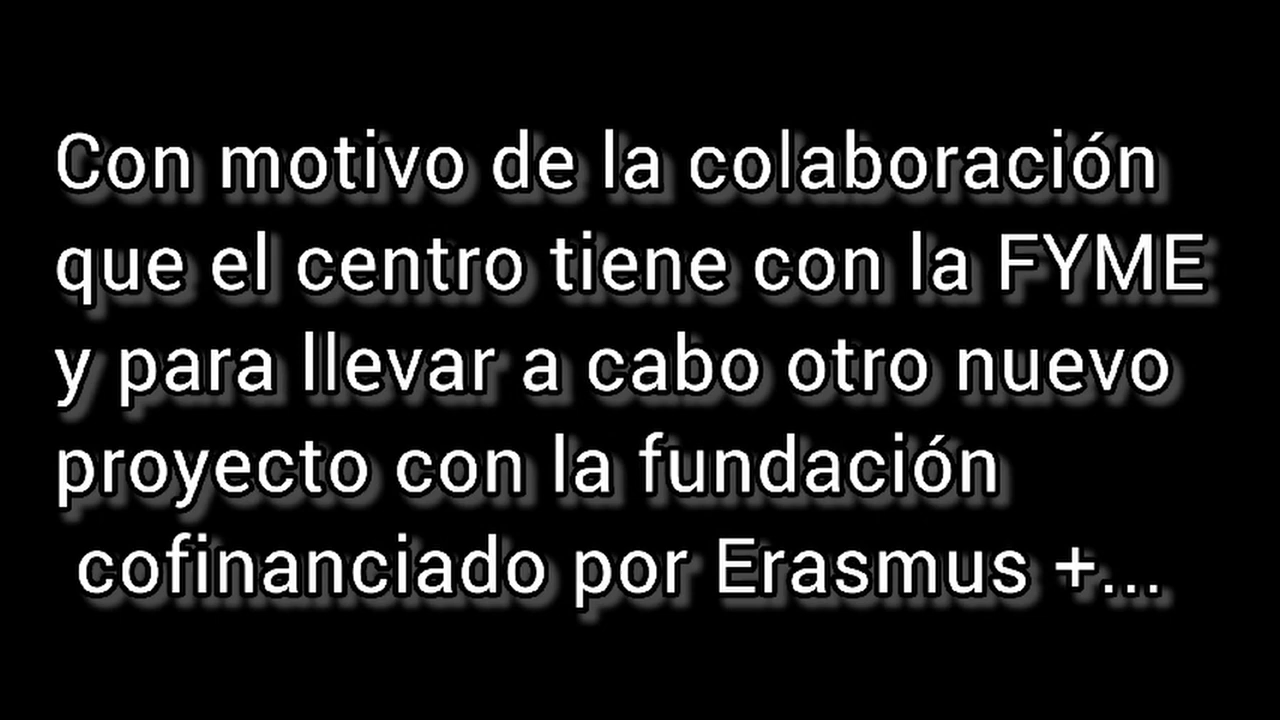 Con motivo de la colaboración
que el centro tiene con la FYME
y para llevar a cabo otro nuevo
proyecto con la fundación
cofinanciado por Erasmus +...